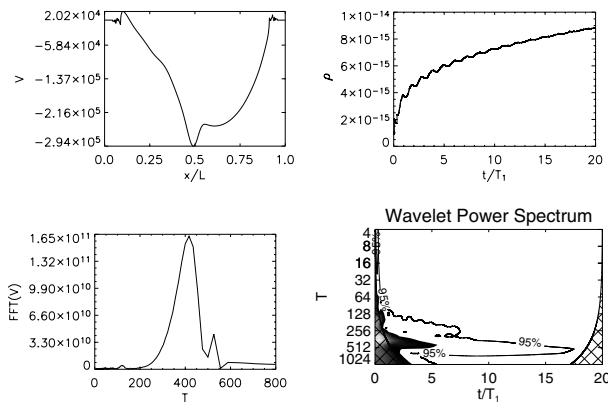 2.02×10⁴
−5.84×10⁴
−1.37×10⁵
−2.16×10⁵
−2.94×10⁵
V
0.00 0.25 0.5 0.75 1.0
x/L
1×10⁻¹⁴
8×10⁻¹⁵
6×10⁻¹⁵
4×10⁻¹⁵
2×10⁻¹⁵
0
ρ
0 5 10 15 20
t/T₁
1.65×10¹¹
1.32×10¹¹
9.90×10¹⁰
6.60×10¹⁰
3.30×10¹⁰
0
FFT(V)
0 200 400 600 800
T
Wavelet Power Spectrum
4
8
16
32
64
128
256
512
1024
T
95%
95%
95%
95%
0 5 10 15 20
t/T₁